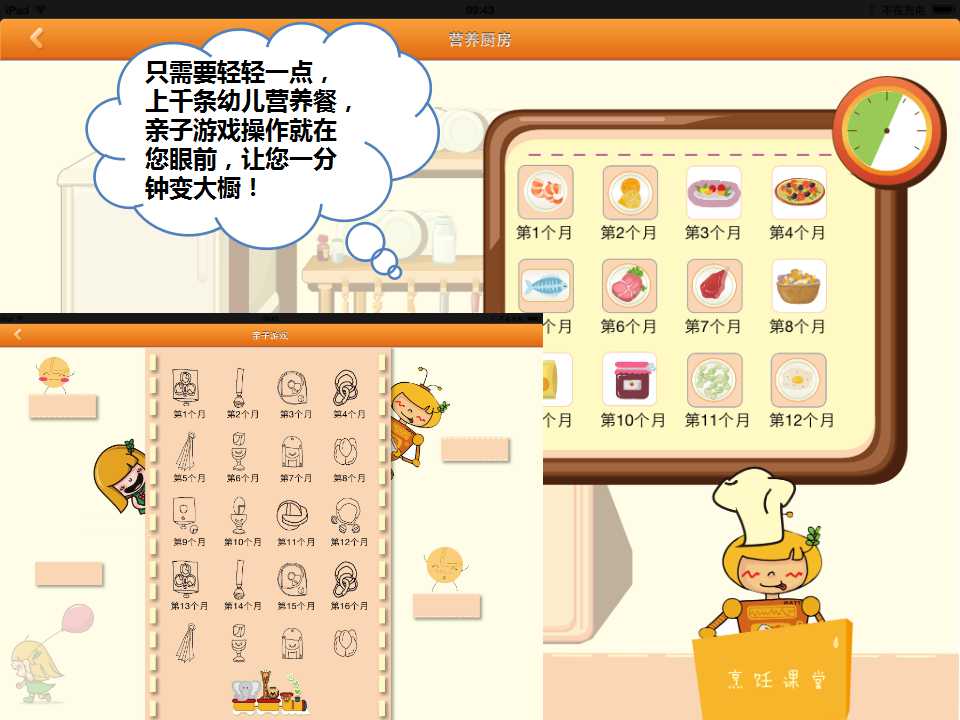 iPad
09:43
不在充电
营养厨房
只需要轻轻一点，
上千条幼儿营养餐，
亲子游戏操作就在
您眼前，让您一分
钟变大橱！
第1个月 第2个月 第3个月 第4个月
个月 第6个月 第7个月 第8个月
个月 第10个月 第11个月 第12个月
亲子游戏
第1个月 第2个月 第3个月 第4个月
第5个月 第6个月 第7个月 第8个月
第9个月 第10个月 第11个月 第12个月
第13个月 第14个月 第15个月 第16个月
烹饪课堂